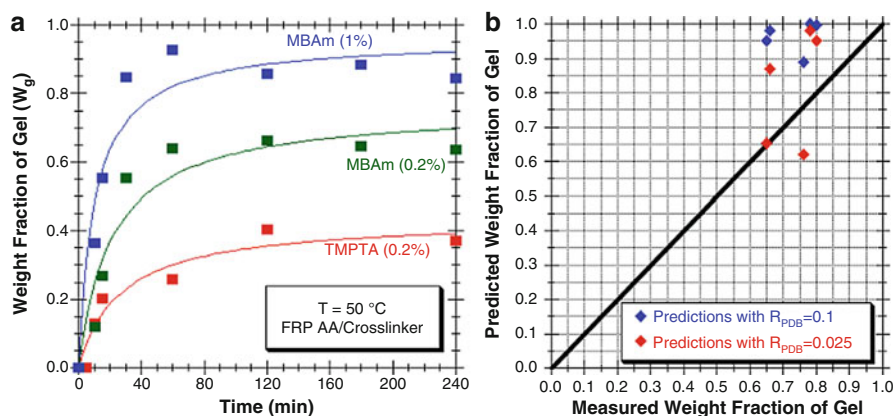 a
Weight Fraction of Gel (Wg)
1.0
0.8
0.6
0.4
0.2
0.0
MBAm (1%)
MBAm (0.2%)
TMPTA (0.2%)
T = 50 °C
FRP AA/Crosslinker
0 40 80 120 160 200 240
Time (min)
b
Predicted Weight Fraction of Gel
1.0
0.9
0.8
0.7
0.6
0.5
0.4
0.3
0.2
0.1
0.0
Predictions with RPDB=0.1
Predictions with RPDB=0.025
0.0 0.1 0.2 0.3 0.4 0.5 0.6 0.7 0.8 0.9 1.0
Measured Weight Fraction of Gel